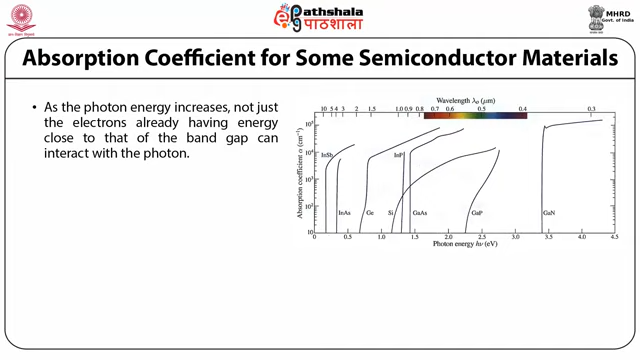 ePathshala
पाठशाला
MHRD
Govt. of India
Absorption Coefficient for Some Semiconductor Materials
• As the photon energy increases, not just
the electrons already having energy
close to that of the band gap can
interact with the photon.
Wavelength λ₀ (μm)
10 5 4 3 2 1.5 1.0 0.9 0.8 0.7 0.6 0.5 0.4 0.3
Absorption coefficient α (cm⁻¹)
10⁵
10⁴
10³
10²
10
InSb
InP
InAs
Ge
Si
GaAs
GaP
GaN
0 0.5 1.0 1.5 2.0 2.5 3.0 3.5 4.0 4.5
Photon energy hν (eV)